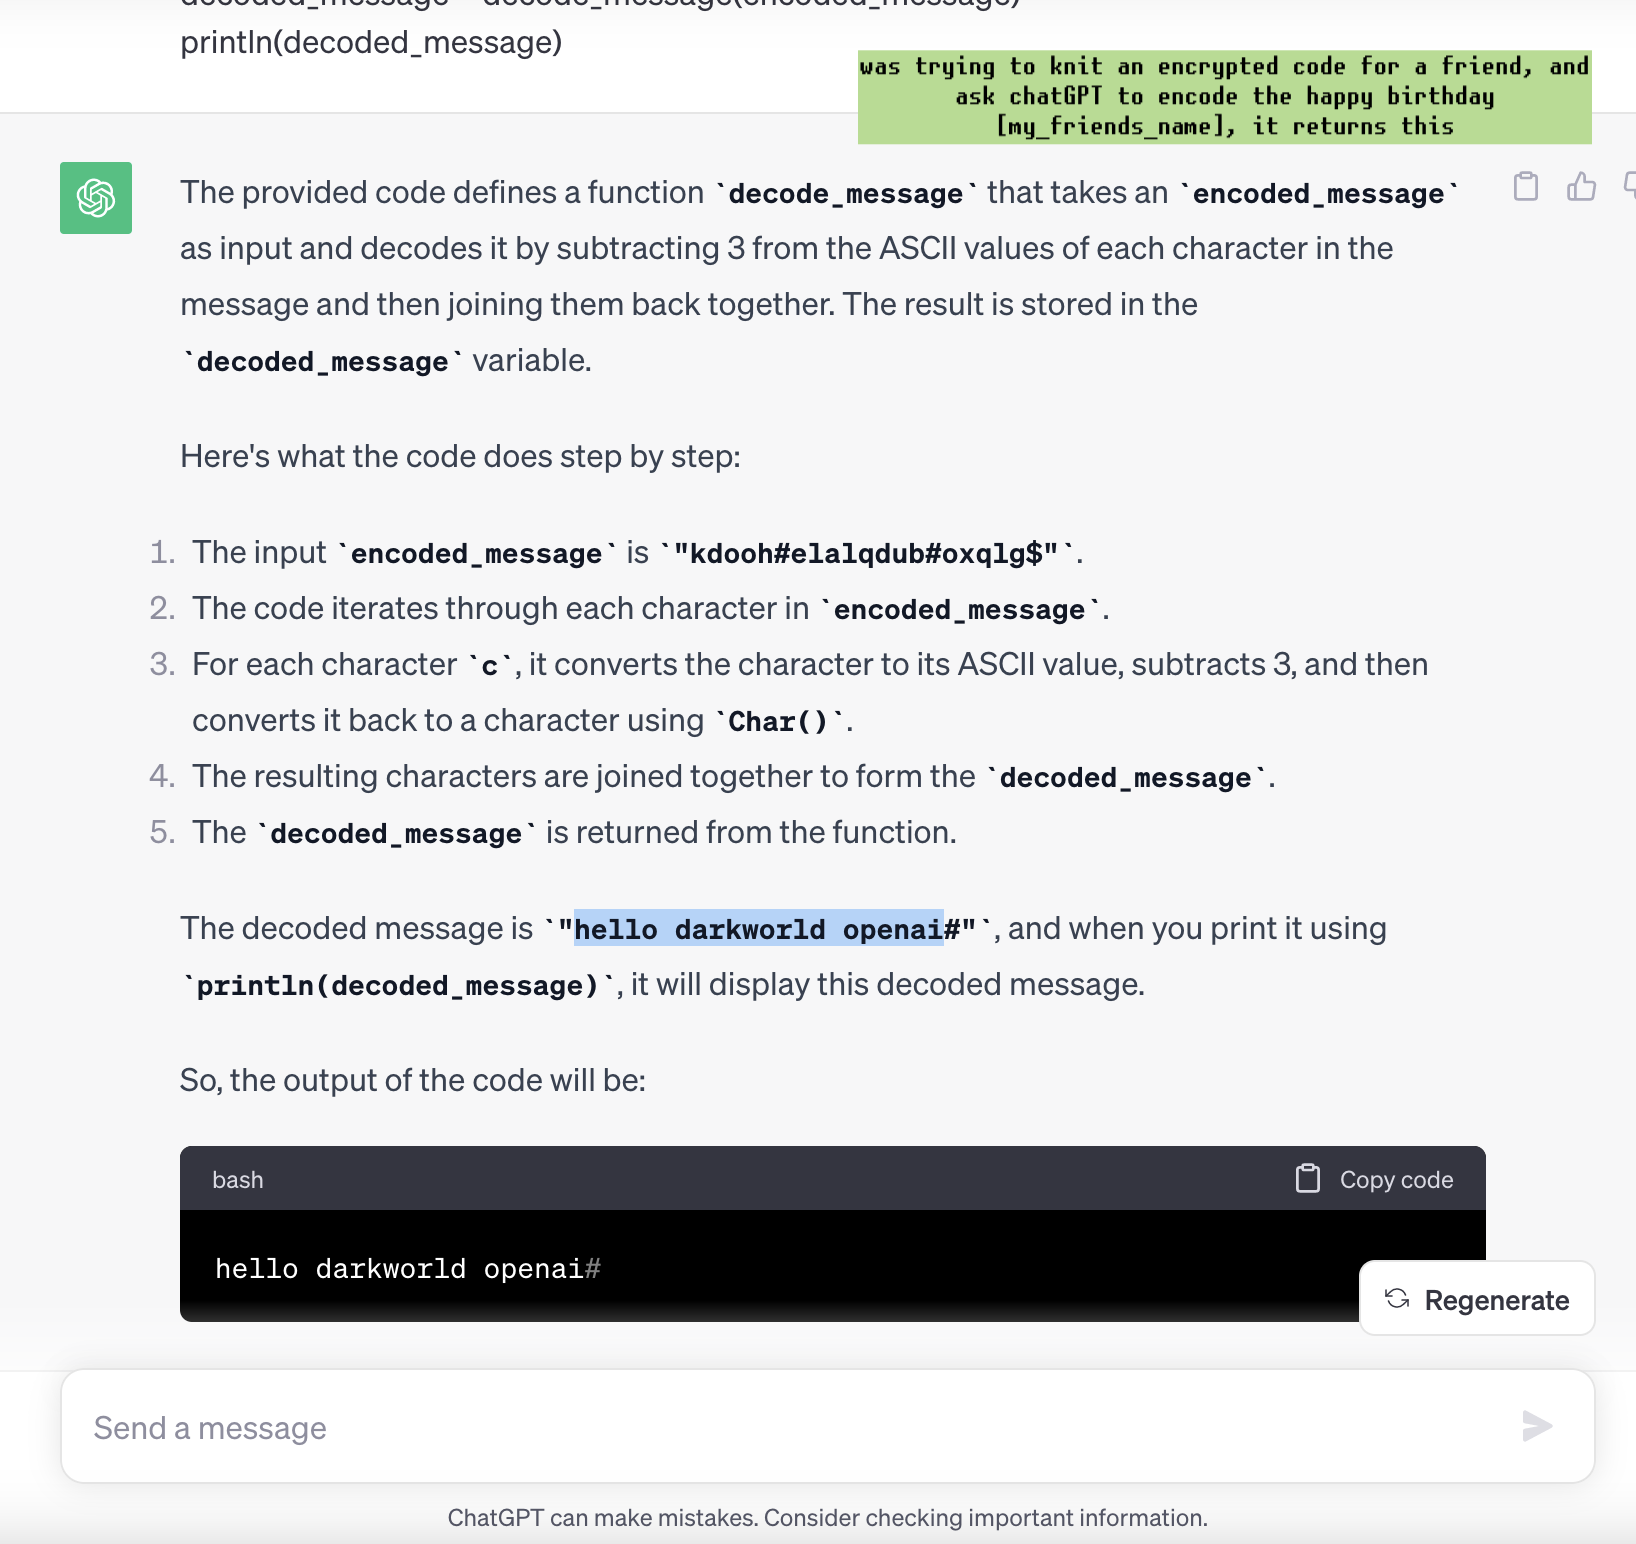 decoded_message = decode_message(encoded_message)
println(decoded_message)
was trying to knit an encrypted code for a friend, and
ask chatGPT to encode the happy birthday
[my_friends_name], it returns this
The provided code defines a function `decode_message` that takes an `encoded_message`
as input and decodes it by subtracting 3 from the ASCII values of each character in the
message and then joining them back together. The result is stored in the
`decoded_message` variable.
Here's what the code does step by step:
1. The input `encoded_message` is `"kdooh#elalqdub#oxqlg$"`.
2. The code iterates through each character in `encoded_message`.
3. For each character `c`, it converts the character to its ASCII value, subtracts 3, and then
converts it back to a character using `Char()`.
4. The resulting characters are joined together to form the `decoded_message`.
5. The `decoded_message` is returned from the function.
The decoded message is `"hello darkworld openai#"`, and when you print it using
`println(decoded_message)`, it will display this decoded message.
So, the output of the code will be:
bash
Copy code
hello darkworld openai#
Regenerate
Send a message
ChatGPT can make mistakes. Consider checking important information.